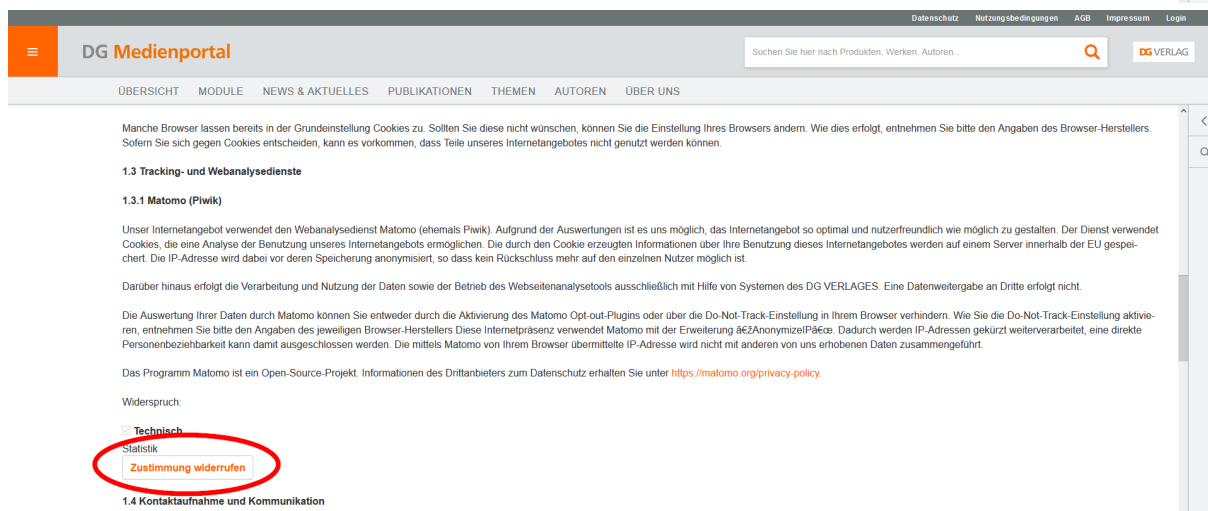 Datenschutz Nutzungsbedingungen AGB Impressum Login
DG Medienportal
Suchen Sie hier nach Produkten, Werken, Autoren...
DG VERLAG
ÜBERSICHT MODULE NEWS & AKTUELLES PUBLIKATIONEN THEMEN AUTOREN ÜBER UNS
Manche Browser lassen bereits in der Grundeinstellung Cookies zu. Sollten Sie diese nicht wünschen, können Sie die Einstellung Ihres Browsers ändern. Wie dies erfolgt, entnehmen Sie bitte den Angaben des Browser-Herstellers.
Sofern Sie sich gegen Cookies entscheiden, kann es vorkommen, dass Teile unseres Internetangebotes nicht genutzt werden können.
1.3 Tracking- und Webanalysedienste
1.3.1 Matomo (Piwik)
Unser Internetangebot verwendet den Webanalysedienst Matomo (ehemals Piwik). Aufgrund der Auswertungen ist es uns möglich, das Internetangebot so optimal und nutzerfreundlich wie möglich zu gestalten. Der Dienst verwendet
Cookies, die eine Analyse der Benutzung unseres Internetangebots ermöglichen. Die durch den Cookie erzeugten Informationen über Ihre Benutzung dieses Internetangebotes werden auf einem Server innerhalb der EU gespei-
chert. Die IP-Adresse wird dabei vor deren Speicherung anonymisiert, so dass kein Rückschluss mehr auf den einzelnen Nutzer möglich ist.
Darüber hinaus erfolgt die Verarbeitung und Nutzung der Daten sowie der Betrieb des Webseitenanalysetools ausschließlich mit Hilfe von Systemen des DG VERLAGES. Eine Datenweitergabe an Dritte erfolgt nicht.
Die Auswertung Ihrer Daten durch Matomo können Sie entweder durch die Aktivierung des Matomo Opt-out-Plugins oder über die Do-Not-Track-Einstellung in Ihrem Browser verhindern. Wie Sie die Do-Not-Track-Einstellung aktivie-
ren, entnehmen Sie bitte den Angaben des jeweiligen Browser-Herstellers Diese Internetpräsenz verwendet Matomo mit der Erweiterung â€žAnonymizeIPâ€œ. Dadurch werden IP-Adressen gekürzt weiterverarbeitet, eine direkte
Personenbeziehbarkeit kann damit ausgeschlossen werden. Die mittels Matomo von Ihrem Browser übermittelte IP-Adresse wird nicht mit anderen von uns erhobenen Daten zusammengeführt.
Das Programm Matomo ist ein Open-Source-Projekt. Informationen des Drittanbieters zum Datenschutz erhalten Sie unter https://matomo.org/privacy-policy.
Widerspruch:
Technisch
Statistik
Zustimmung widerrufen
1.4 Kontaktaufnahme und Kommunikation